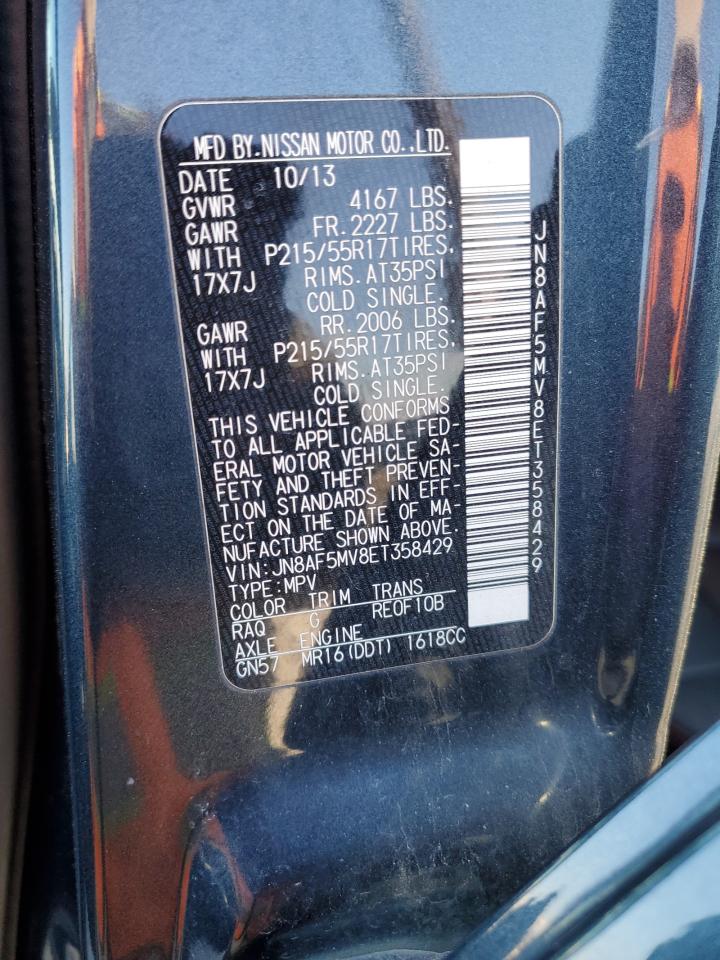 MFD BY.NISSAN MOTOR CO.,LTD.
DATE 10/13
GVWR 4167 LBS.
GAWR FR.2227 LBS.
WITH P215/55R17TIRES,
17X7J RIMS.AT35PSI
COLD SINGLE.
GAWR RR.2006 LBS.
WITH P215/55R17TIRES,
17X7J RIMS.AT35PSI
COLD SINGLE.
THIS VEHICLE CONFORMS
TO ALL APPLICABLE FED-
ERAL MOTOR VEHICLE SA-
FETY AND THEFT PREVEN-
TION STANDARDS IN EFF-
ECT ON THE DATE OF MA-
NUFACTURE SHOWN ABOVE.
VIN:JN8AF5MV8ET358429
TYPE:MPV
COLOR TRIM TRANS
RAQ G RE0F10B
AXLE ENGINE
GN57 MR16(DDT) 1618CC
JN8AF5MV8ET358429